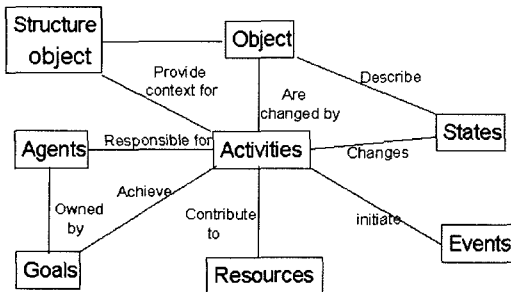 Structure
object
Object
Provide
context for
Describe
Are
changed by
States
Agents
Responsible for
Activities
Changes
Achieve
Owned
by
Contribute
to
initiate
Goals
Resources
Events